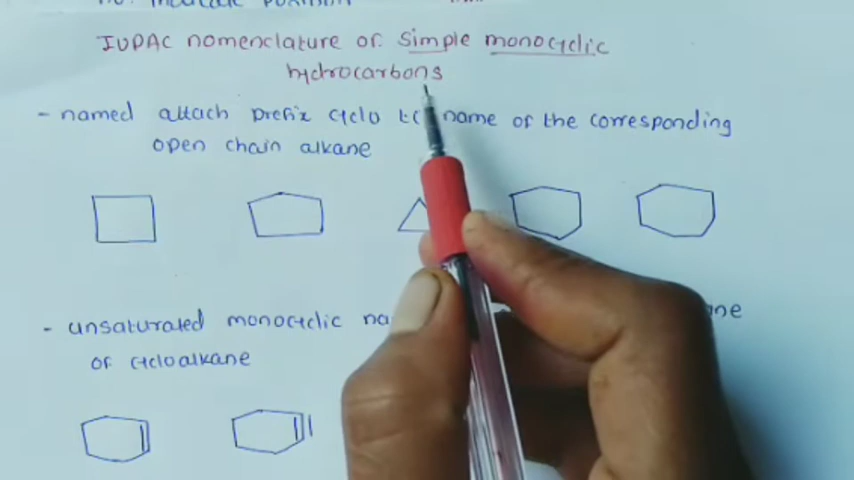 IUPAC nomenclature of simple monocyclic
hydrocarbons
- named attach prefix cyclo to name of the corresponding
open chain alkane
- unsaturated monocyclic
of cycloalkane